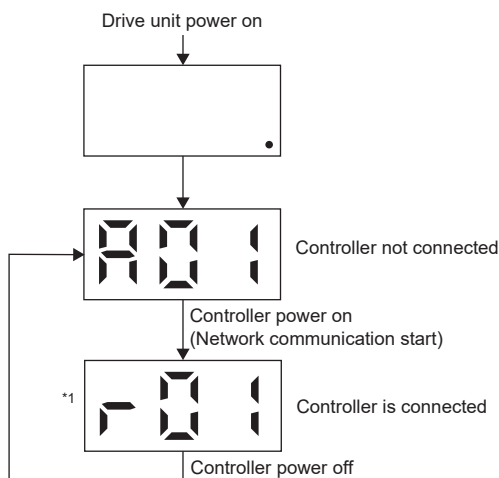 Drive unit power on
.
A01
Controller not connected
Controller power on
(Network communication start)
*1
r01
Controller is connected
Controller power off